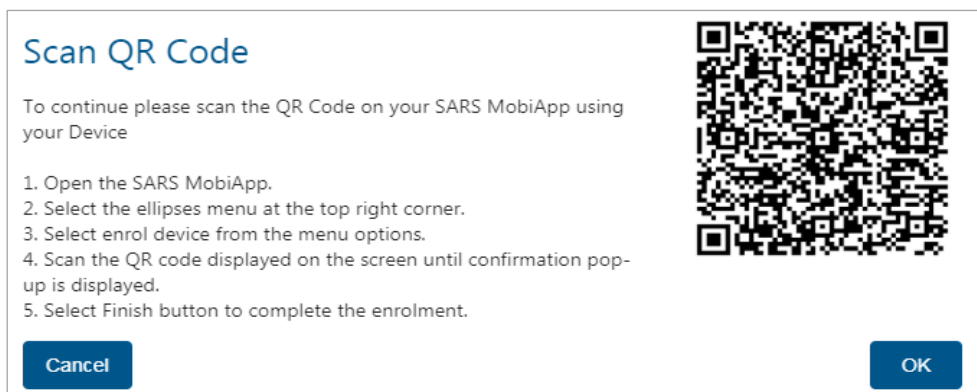 Scan QR Code
To continue please scan the QR Code on your SARS MobiApp using
your Device
1. Open the SARS MobiApp.
2. Select the ellipses menu at the top right corner.
3. Select enrol device from the menu options.
4. Scan the QR code displayed on the screen until confirmation pop-
up is displayed.
5. Select Finish button to complete the enrolment.
Cancel
OK